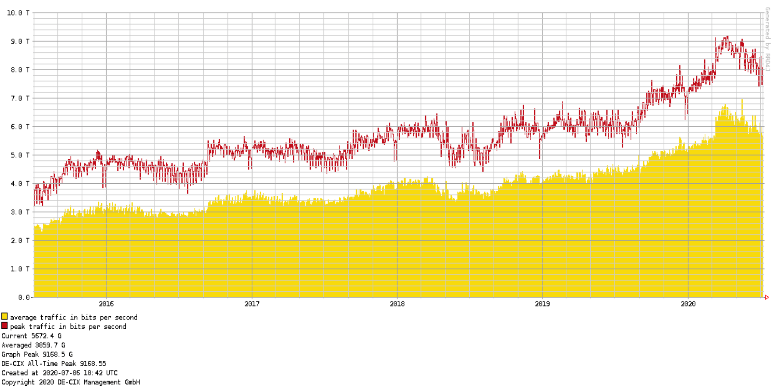 10.0 T
9.0 T
8.0 T
7.0 T
6.0 T
5.0 T
4.0 T
3.0 T
2.0 T
1.0 T
0.0
2016 2017 2018 2019 2020
average traffic in bits per second
peak traffic in bits per second
Current 5672.4 G
Averaged 3859.7 G
Graph Peak 9168.5 G
DE-CIX All-Time Peak 9168.55
Created at 2020-07-05 18:42 UTC
Copyright 2020 DE-CIX Management GmbH